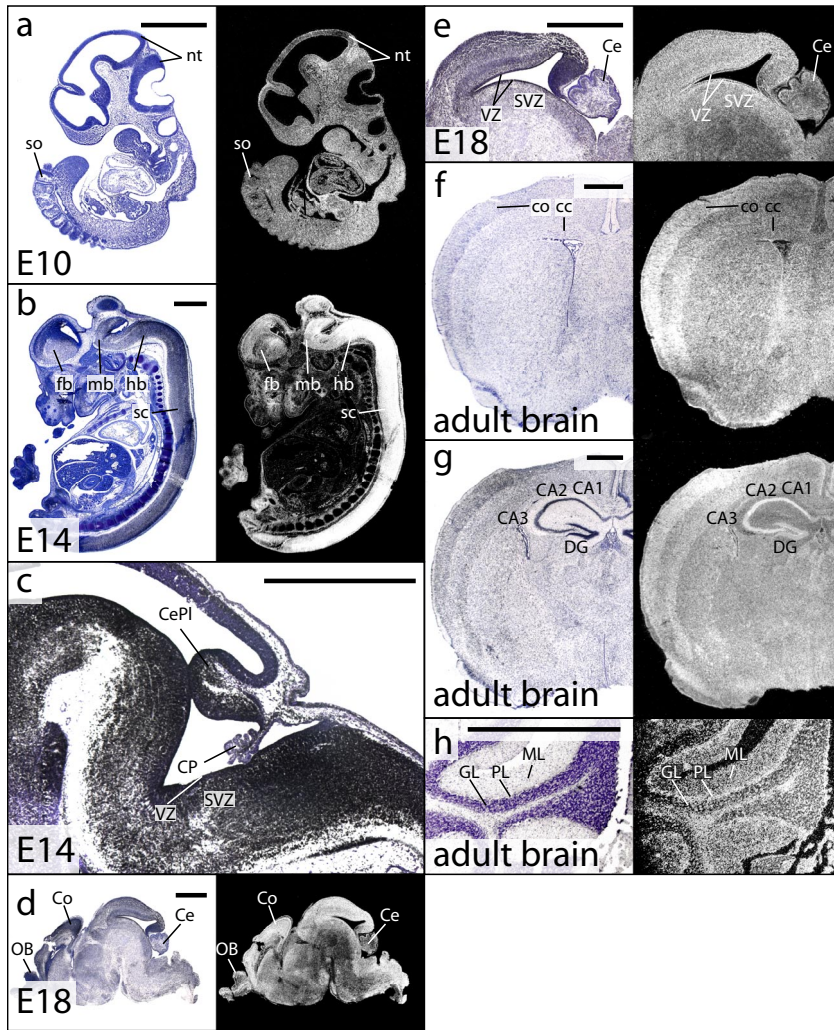 a
nt
nt
so
so
E10
b
fb
mb
hb
sc
fb
mb
hb
sc
E14
c
CePl
CP
VZ
SVZ
E14
d
Co
OB
Ce
Co
OB
Ce
E18
e
Ce
VZ
SVZ
Ce
VZ
SVZ
E18
f
co cc
co cc
adult brain
g
CA2 CA1
CA3
DG
CA2 CA1
CA3
DG
adult brain
h
ML
GL PL
ML
GL PL
adult brain